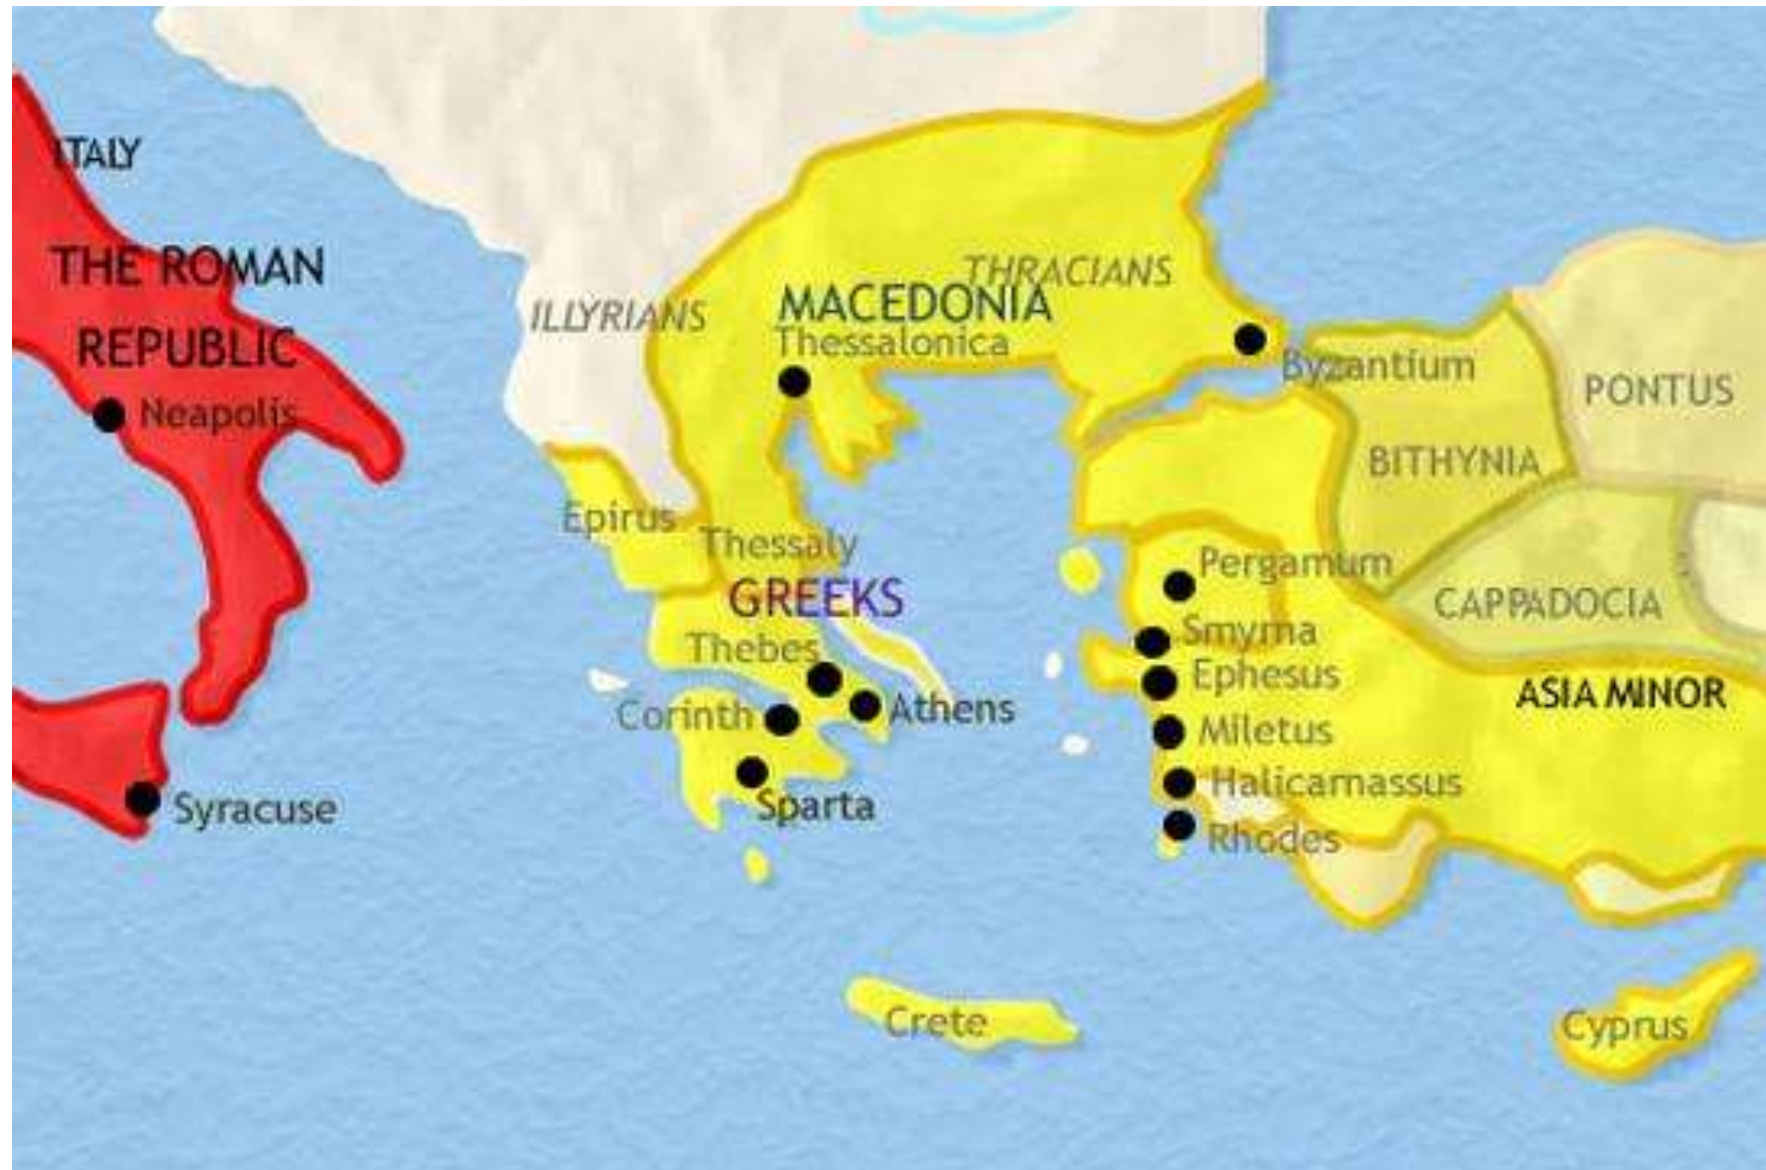 ITALY
THE ROMAN
REPUBLIC
Neapolis
Syracuse
ILLYRIANS
THRACIANS
MACEDONIA
Thessalonica
Byzantium
PONTUS
BITHYNIA
Epirus
Thessaly
GREEKS
Thebes
Corinth
Athens
Sparta
Pergamum
CAPPADOCIA
Smyrna
Ephesus
ASIA MINOR
Miletus
Halicarnassus
Rhodes
Crete
Cyprus